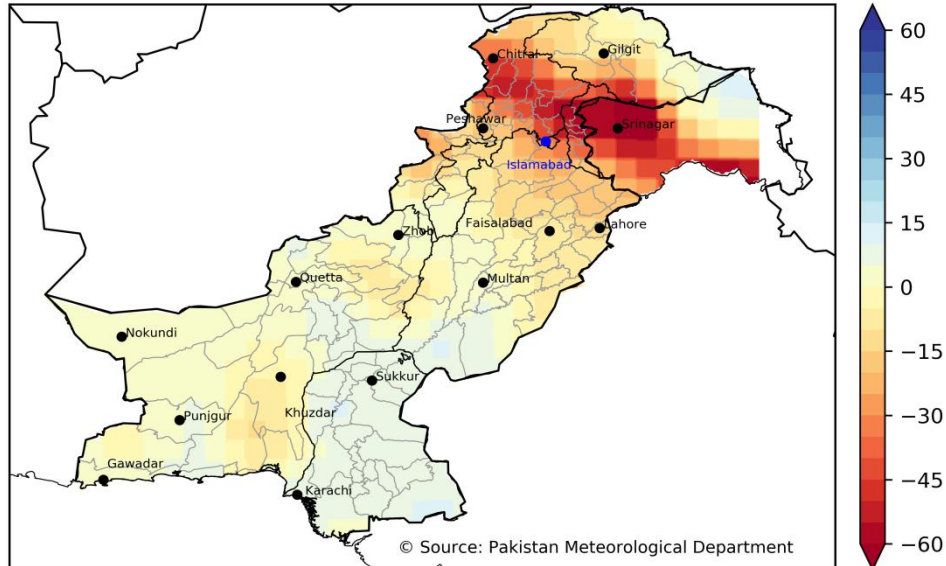 60
45
30
15
0
−15
−30
−45
−60
Chitral
Gilgit
Peshawar
Srinagar
Islamabad
Zhob
Faisalabad
Lahore
Quetta
Multan
Nokundi
Sukkur
Khuzdar
Punjgur
Gawadar
Karachi
© Source: Pakistan Meteorological Department